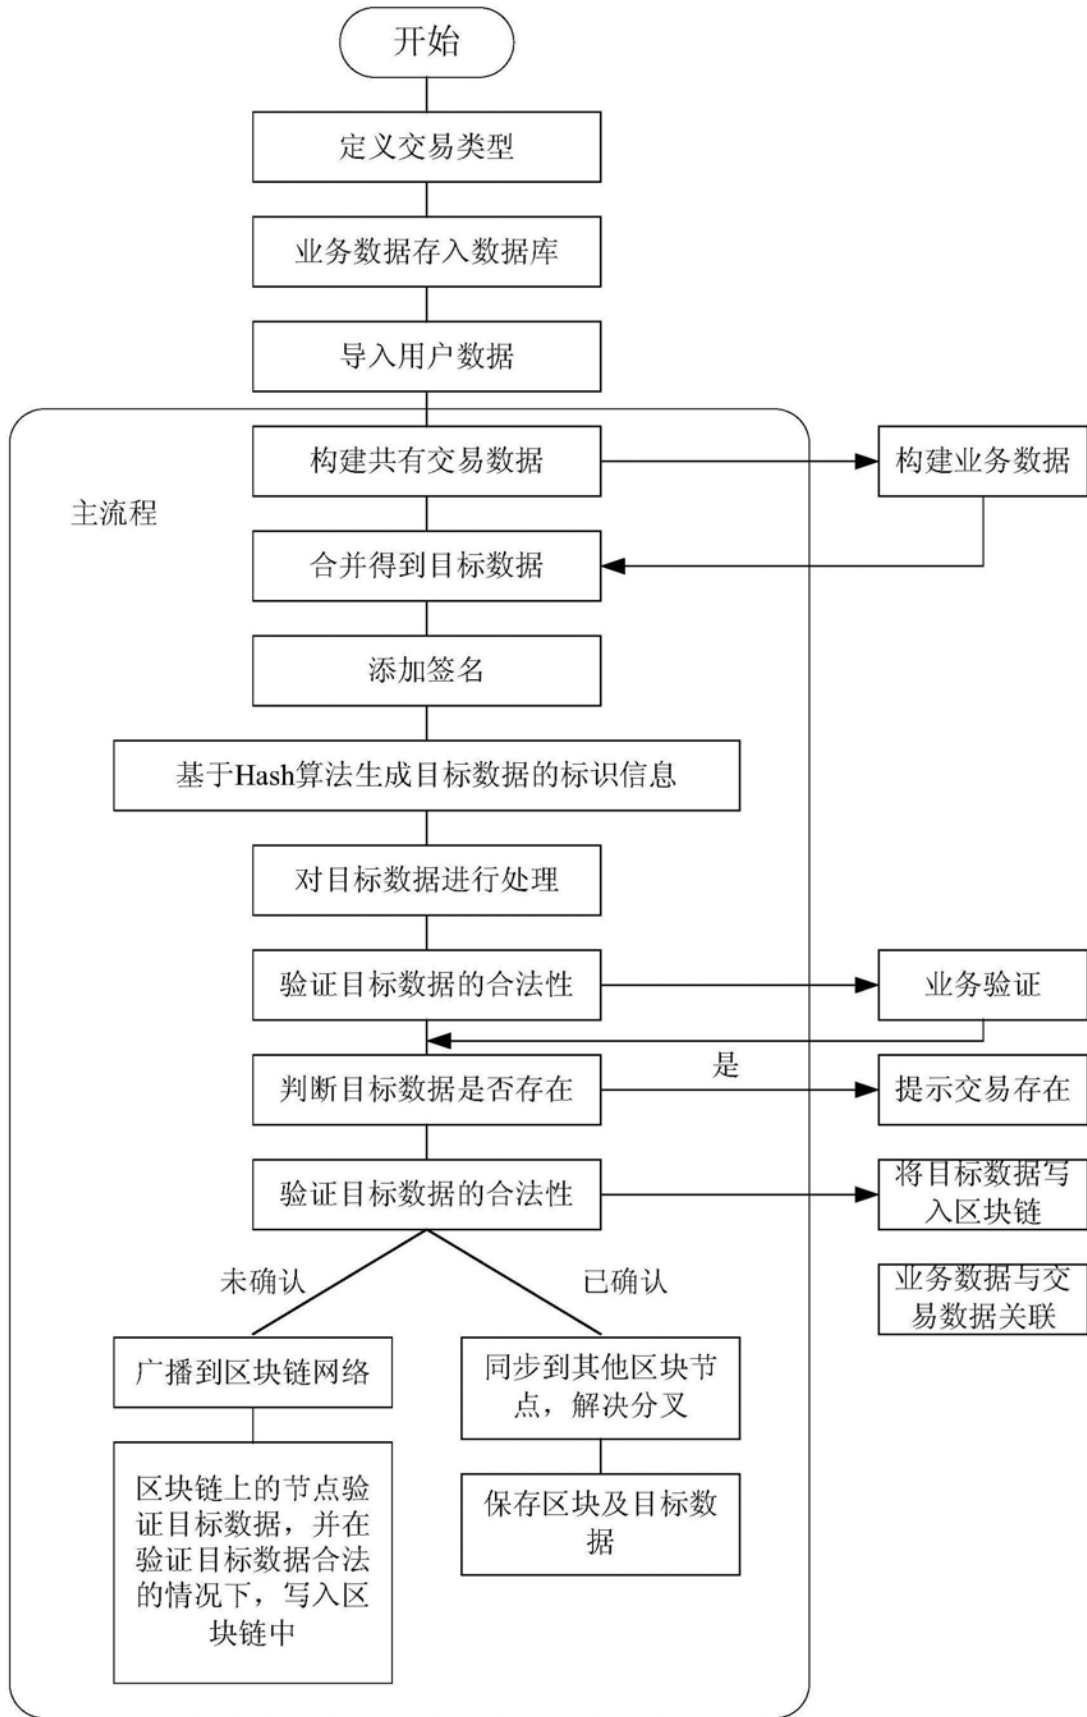 开始
定义交易类型
业务数据存入数据库
导入用户数据
构建共有交易数据
构建业务数据
主流程
合并得到目标数据
添加签名
基于Hash算法生成目标数据的标识信息
对目标数据进行处理
验证目标数据的合法性
业务验证
是
判断目标数据是否存在
提示交易存在
验证目标数据的合法性
将目标数据写
入区块链
未确认
已确认
业务数据与交
易数据关联
广播到区块链网络
同步到其他区块节
点，解决分叉
区块链上的节点验
证目标数据，并在
验证目标数据合法
的情况下，写入区
块链中
保存区块及目标数
据